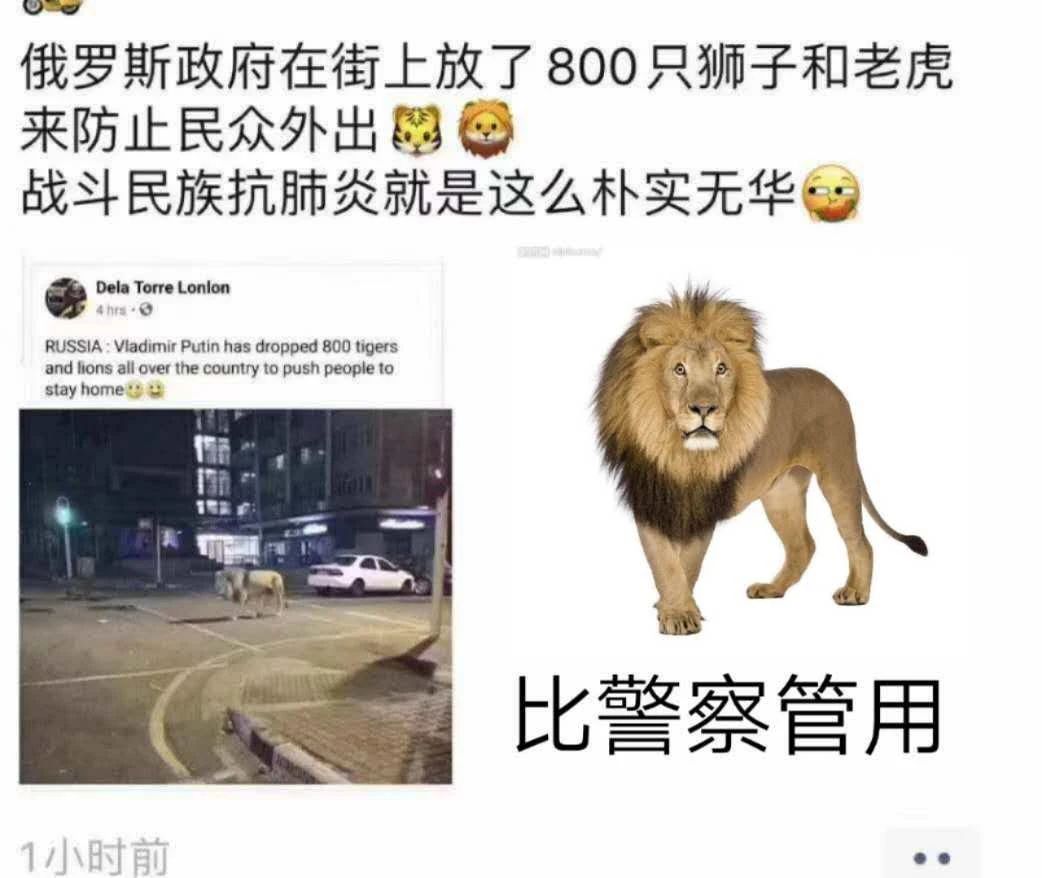 俄罗斯政府在街上放了800只狮子和老虎
来防止民众外出🐯🦁
战斗民族抗肺炎就是这么朴实无华
Dela Torre Lonlon
4 hrs
RUSSIA : Vladimir Putin has dropped 800 tigers
and lions all over the country to push people to
stay home
比警察管用
1小时前